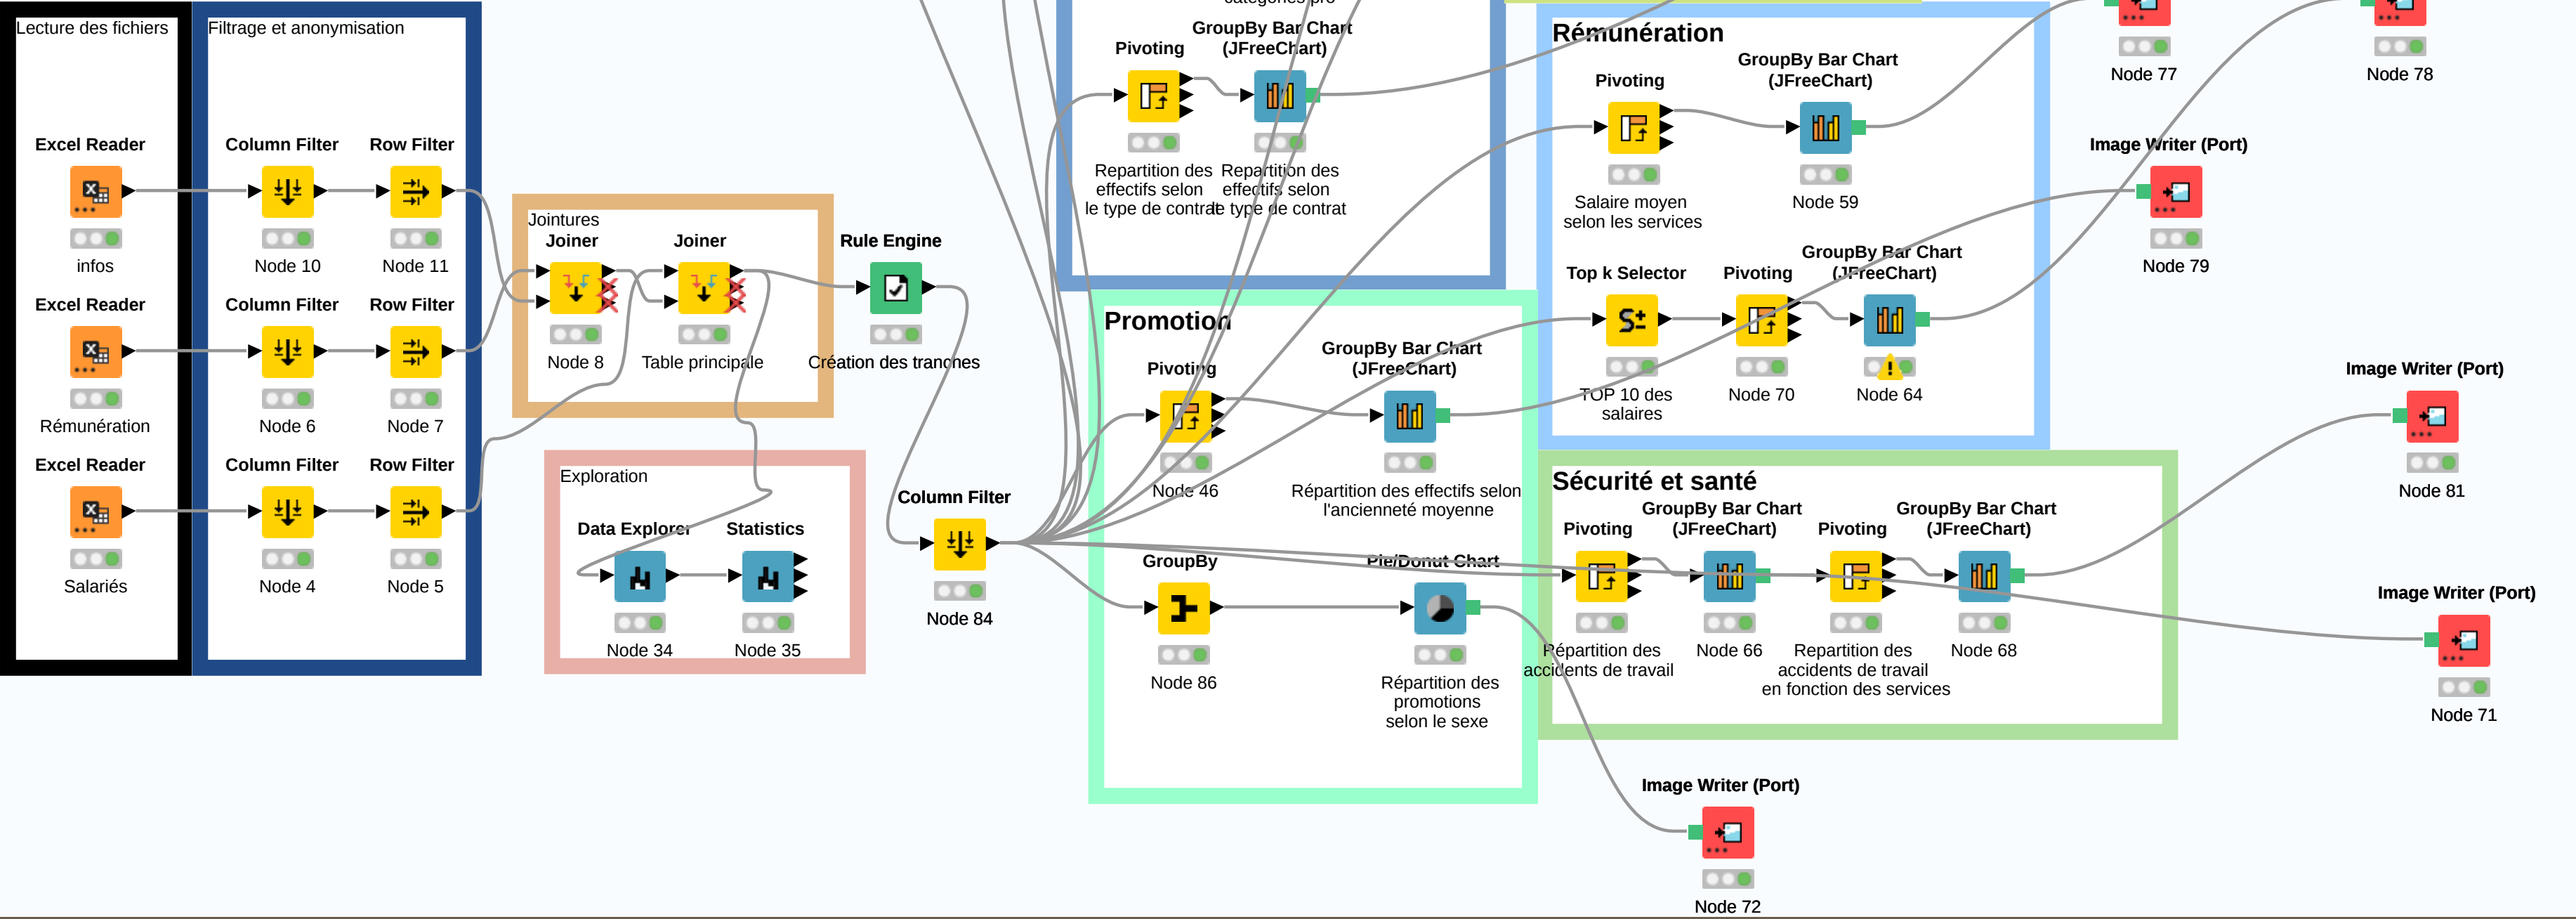 Lecture des fichiers
Excel Reader
infos
Excel Reader
Rémunération
Excel Reader
Salariés
Filtrage et anonymisation
Column Filter
Node 10
Row Filter
Node 11
Column Filter
Node 6
Row Filter
Node 7
Column Filter
Node 4
Row Filter
Node 5
Jointures
Joiner
Node 8
Joiner
Table principale
Rule Engine
Création des tranches
Exploration
Data Explorer
Node 34
Statistics
Node 35
Column Filter
Node 84
Pivoting
Repartition des
effectifs selon
le type de contrat
GroupBy Bar Chart
(JFreeChart)
Repartition des
effectifs selon
le type de contrat
Promotion
Pivoting
Node 46
GroupBy Bar Chart
(JFreeChart)
Répartition des effectifs selon
l'ancienneté moyenne
GroupBy
Node 86
Pie/Donut Chart
Répartition des
promotions
selon le sexe
Rémunération
Pivoting
Salaire moyen
selon les services
GroupBy Bar Chart
(JFreeChart)
Node 59
Top k Selector
TOP 10 des
salaires
Pivoting
Node 70
GroupBy Bar Chart
(JFreeChart)
Node 64
Sécurité et santé
Pivoting
Répartition des
accidents de travail
GroupBy Bar Chart
(JFreeChart)
Node 66
Pivoting
Repartition des
accidents de travail
en fonction des services
GroupBy Bar Chart
(JFreeChart)
Node 68
Node 77
Node 78
Image Writer (Port)
Node 79
Image Writer (Port)
Node 81
Image Writer (Port)
Node 71
Image Writer (Port)
Node 72